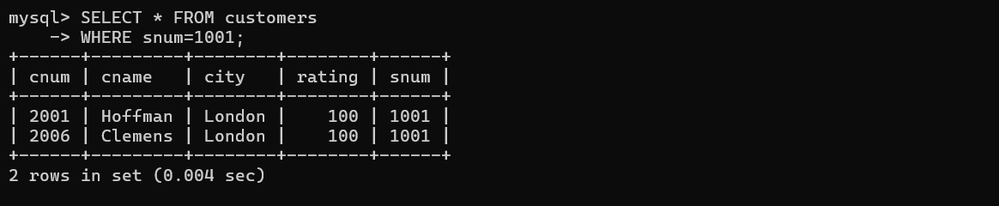 mysql> SELECT * FROM customers
    -> WHERE snum=1001;
+------+---------+--------+--------+------+
| cnum | cname   | city   | rating | snum |
+------+---------+--------+--------+------+
| 2001 | Hoffman | London |    100 | 1001 |
| 2006 | Clemens | London |    100 | 1001 |
+------+---------+--------+--------+------+
2 rows in set (0.004 sec)